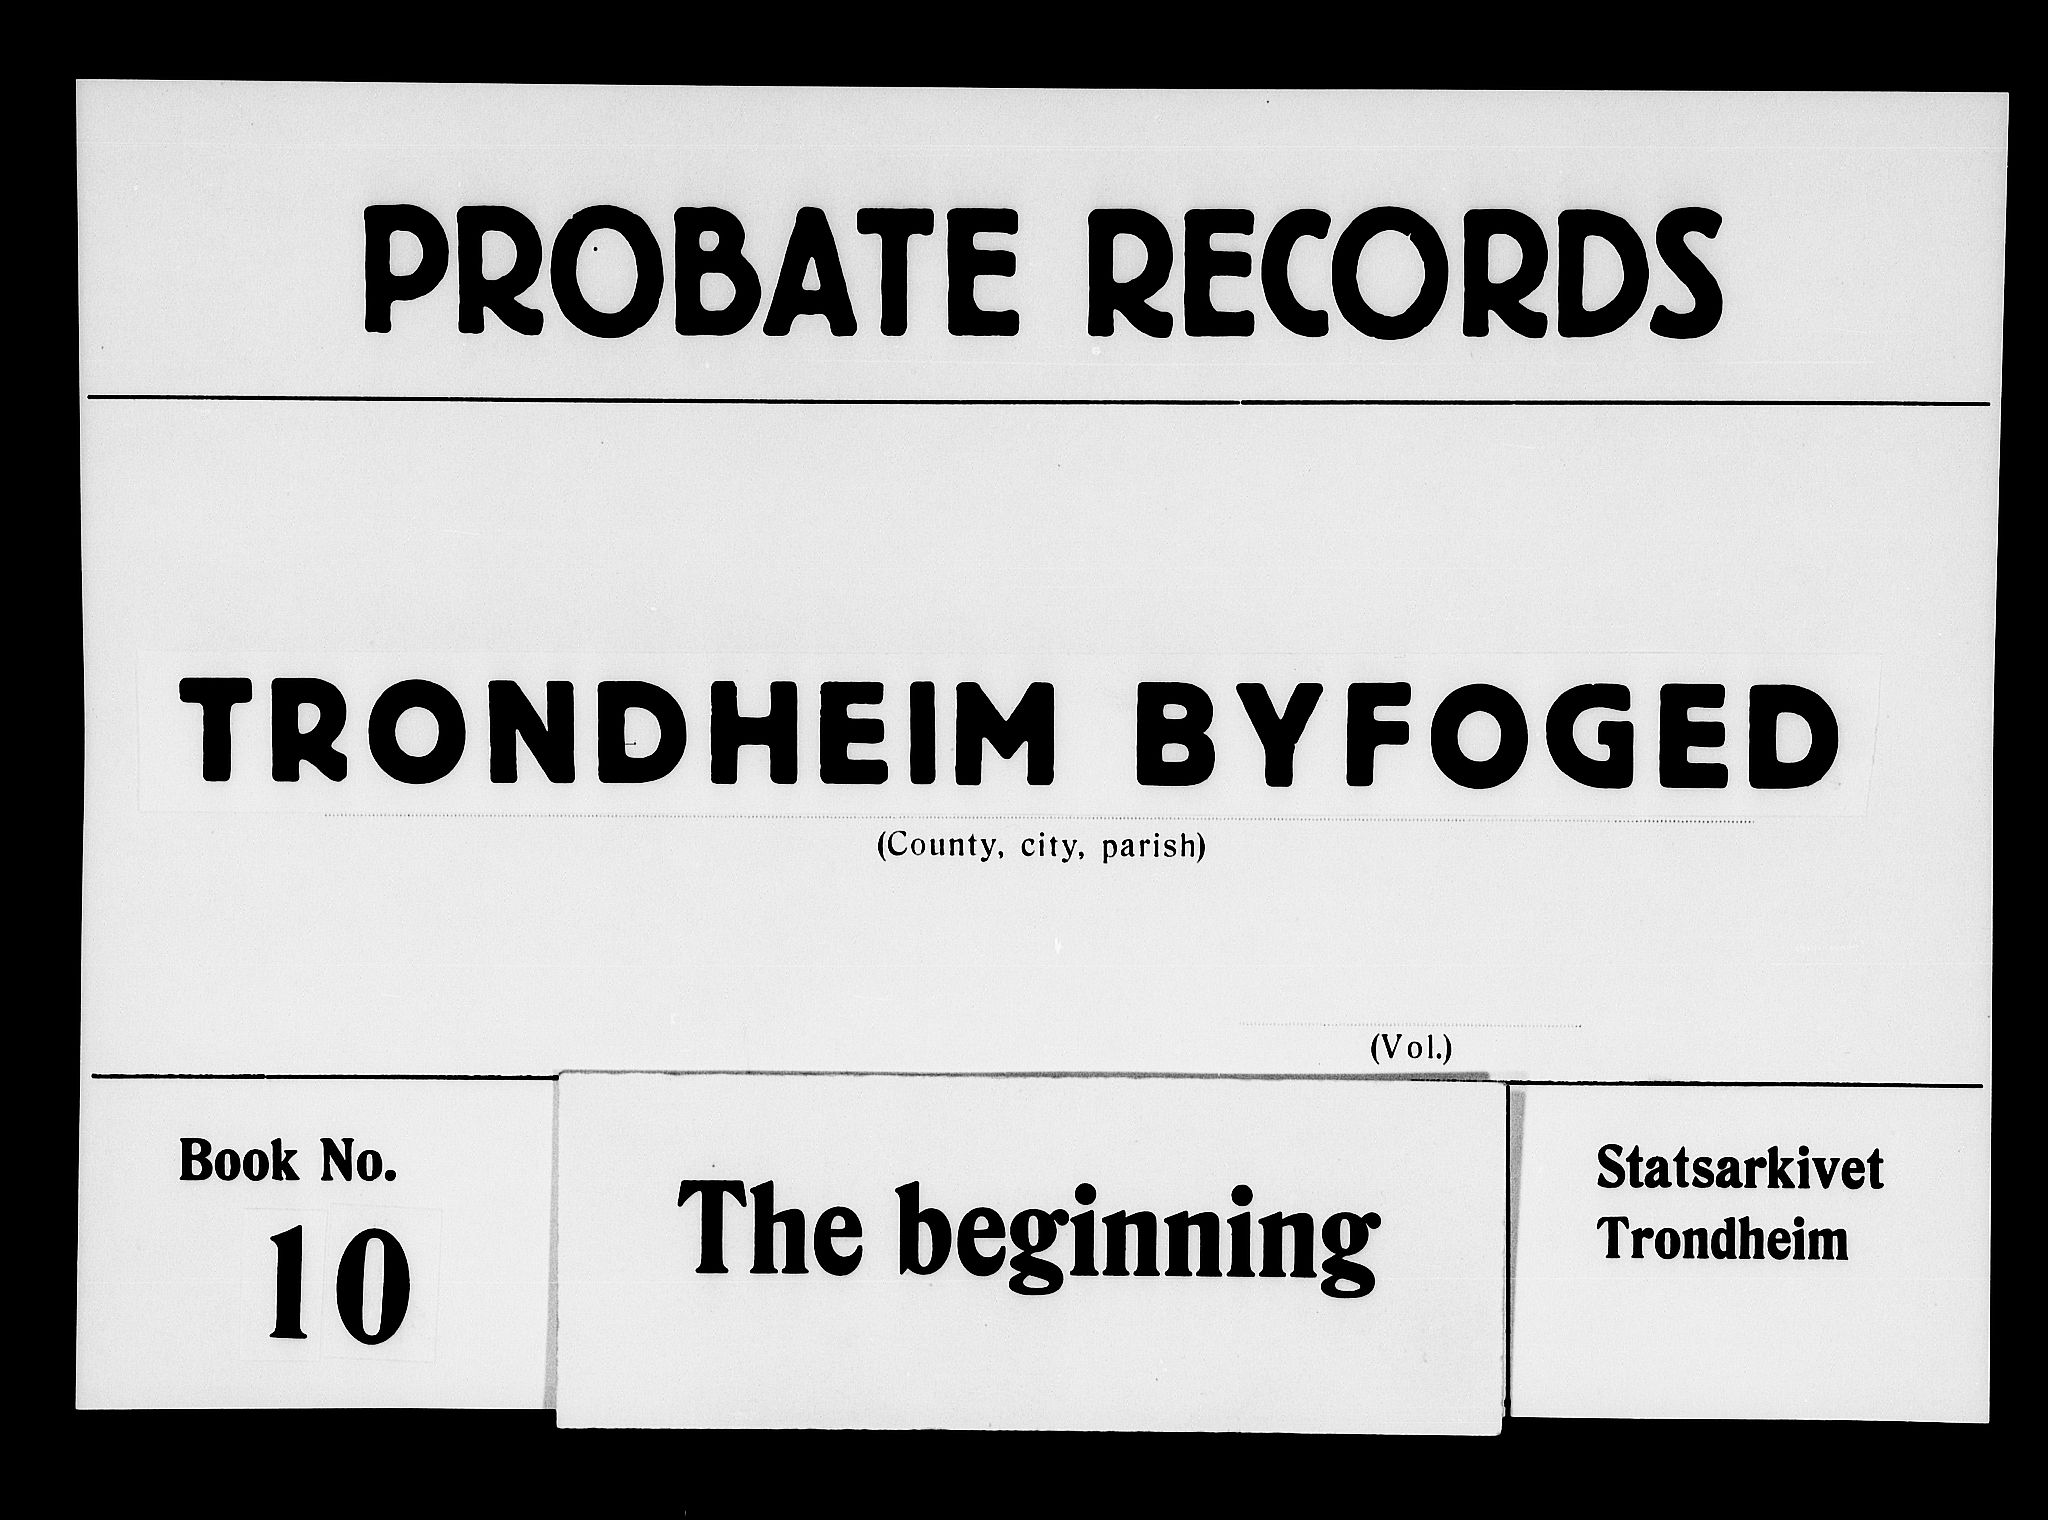 PROBATE RECORDS
TRONDHEIM BYFOGED
(County, city, parish)
(Vol.)
Book No.
10
The beginning
Statsarkivet
Trondheim